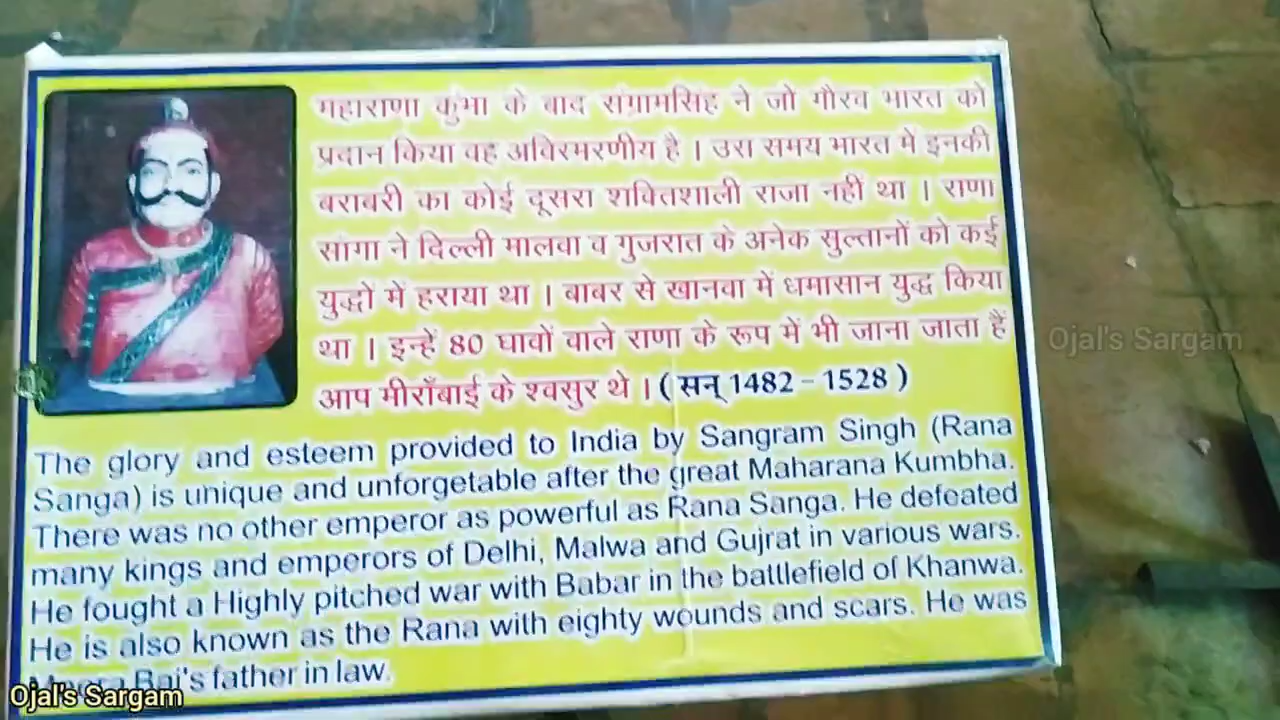 महाराणा कुंभा के बाद संग्रामसिंह ने जो गौरव भारत को
प्रदान किया वह अविस्मरणीय है । उस समय भारत में इनकी
बराबरी का कोई दूसरा शक्तिशाली राजा नहीं था । राणा
सांगा ने दिल्ली मालवा व गुजरात के अनेक सुल्तानों को कई
युद्धों में हराया था । बाबर से खानवा में धमासान युद्ध किया
था । इन्हें 80 घावों वाले राणा के रूप में भी जाना जाता हैं
आप मीराँबाई के श्वसुर थे । ( सन् 1482 – 1528 )
The glory and esteem provided to India by Sangram Singh (Rana
Sanga) is unique and unforgetable after the great Maharana Kumbha.
There was no other emperor as powerful as Rana Sanga. He defeated
many kings and emperors of Delhi, Malwa and Gujrat in various wars.
He fought a Highly pitched war with Babar in the battlefield of Khanwa.
He is also known as the Rana with eighty wounds and scars. He was
Meera Bai's father in law.
Ojal's Sargam
Ojal's Sargam